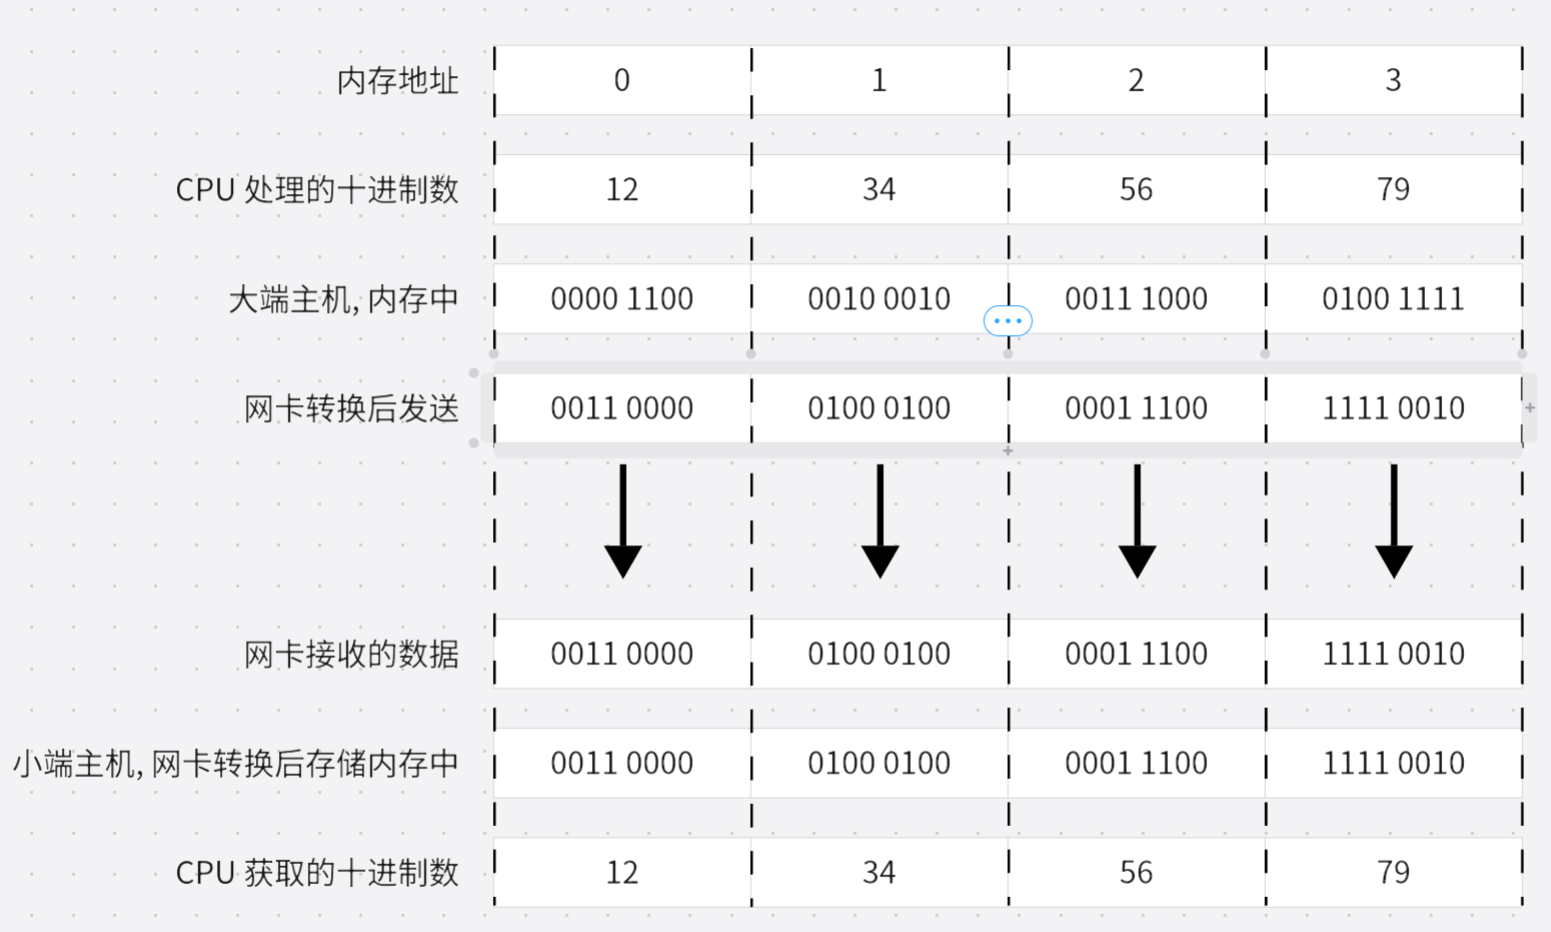 内存地址 0 1 2 3
CPU 处理的十进制数 12 34 56 79
大端主机, 内存中 0000 1100 0010 0010 0011 1000 0100 1111
网卡转换后发送 0011 0000 0100 0100 0001 1100 1111 0010
网卡接收的数据 0011 0000 0100 0100 0001 1100 1111 0010
小端主机, 网卡转换后存储内存中 0011 0000 0100 0100 0001 1100 1111 0010
CPU 获取的十进制数 12 34 56 79